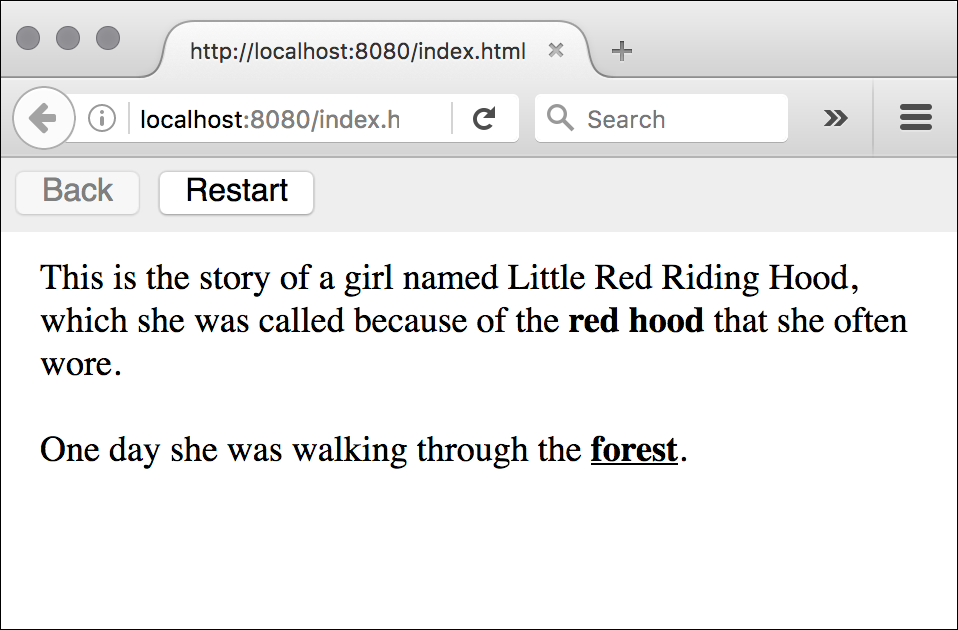 http://localhost:8080/index.html
localhost:8080/index.h
Search
Back
Restart
This is the story of a girl named Little Red Riding Hood,
which she was called because of the red hood that she often
wore.
One day she was walking through the forest.